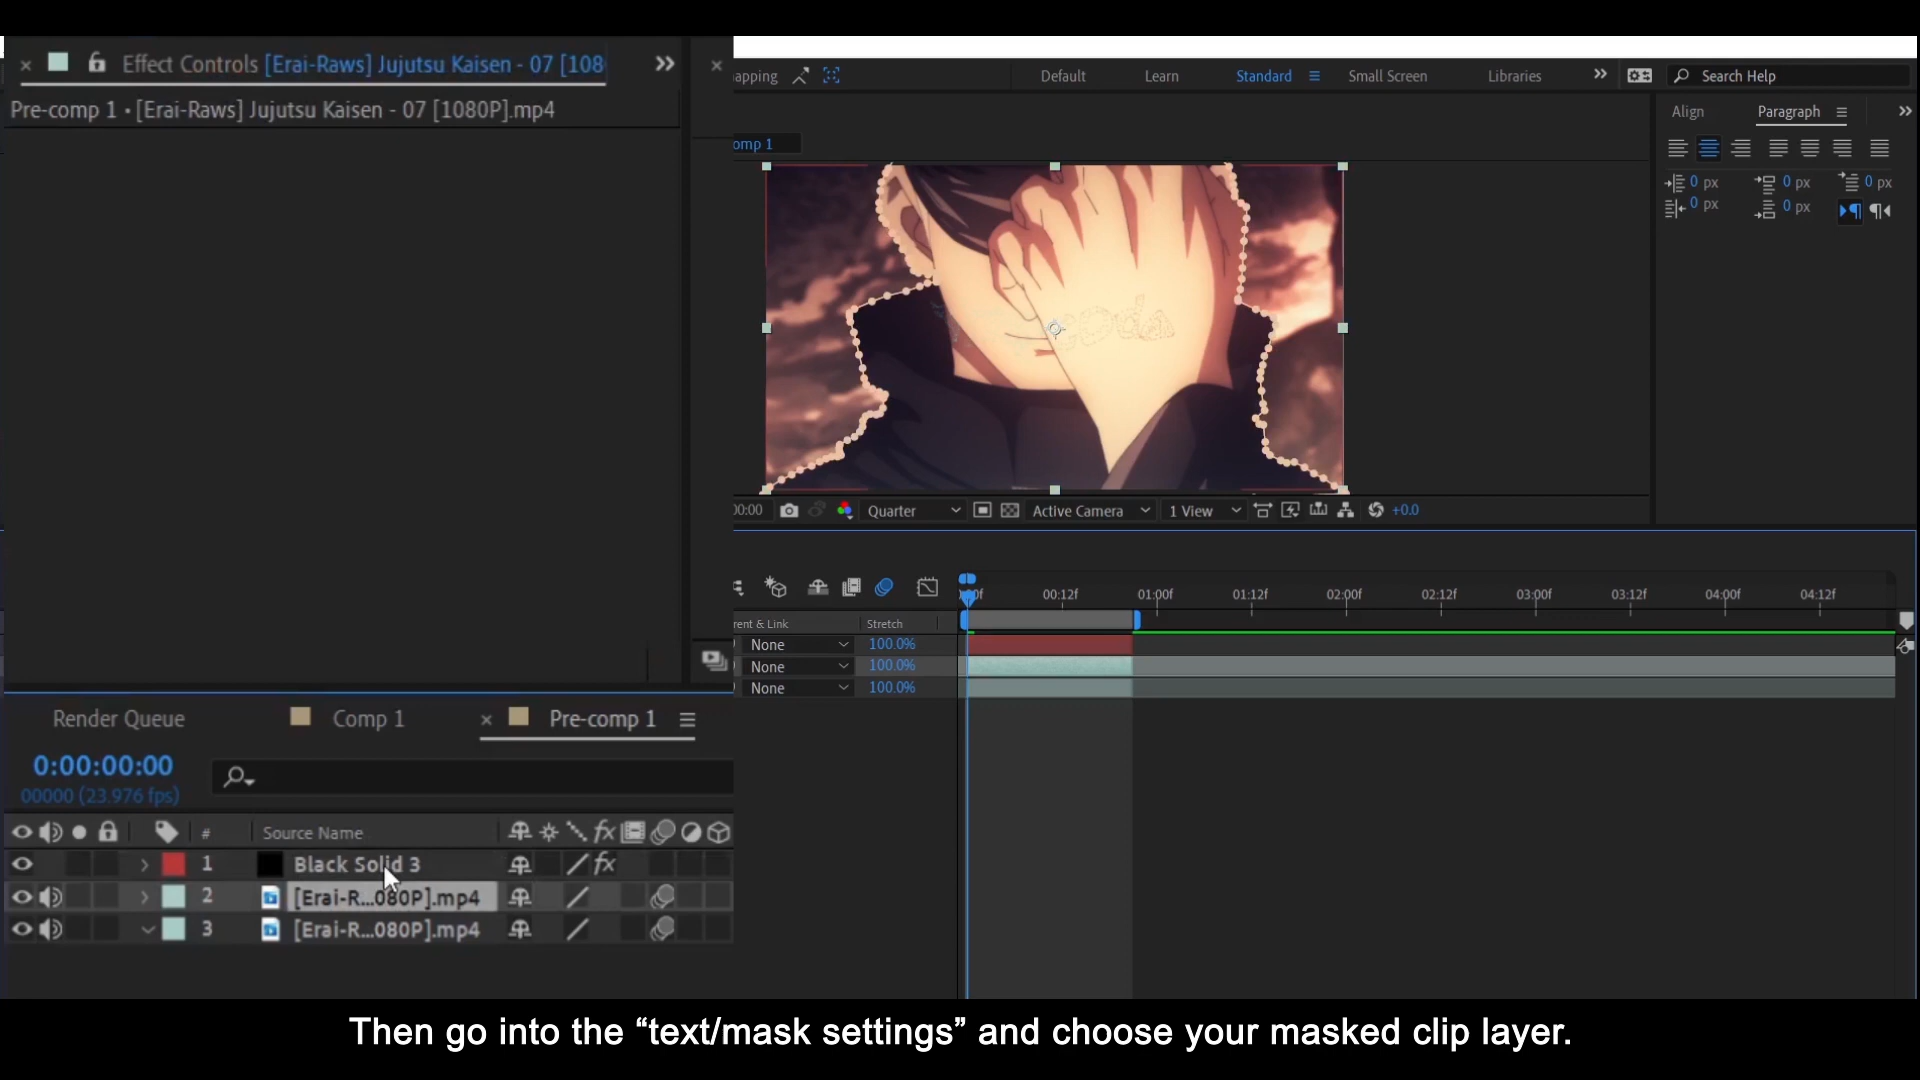 Effect Controls [Erai-Raws] Jujutsu Kaisen - 07 [108
Pre-comp 1 • [Erai-Raws] Jujutsu Kaisen - 07 [1080P].mp4
apping
Default
Learn
Standard
Small Screen
Libraries
Search Help
omp 1
Align
Paragraph
0 px 0 px 0 px
0 px 0 px
00:00
Quarter
Active Camera
1 View
+0.0
0f 00:12f 01:00f 01:12f 02:00f 02:12f 03:00f 03:12f 04:00f 04:12f
rent & Link Stretch
None 100.0%
None 100.0%
None 100.0%
Render Queue
Comp 1
Pre-comp 1
0:00:00:00
00000 (23.976 fps)
# Source Name
1 Black Solid 3
2 [Erai-R...080P].mp4
3 [Erai-R...080P].mp4
Then go into the “text/mask settings” and choose your masked clip layer.